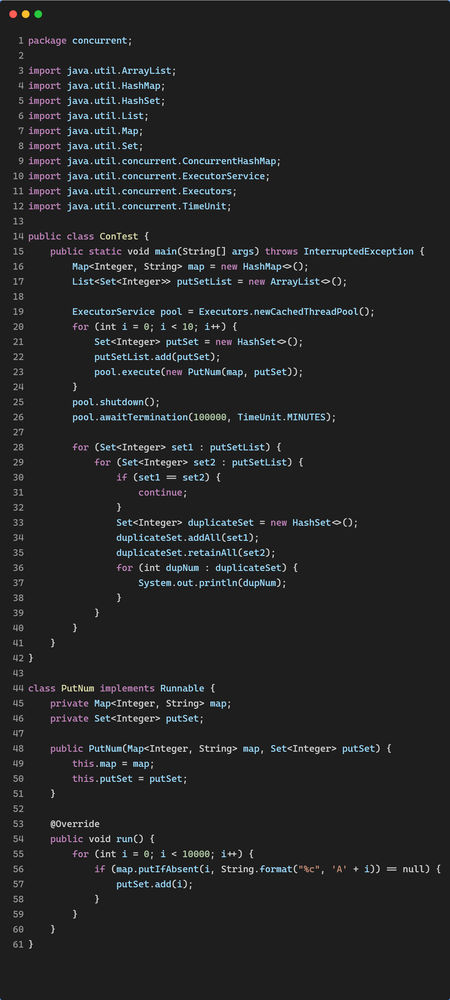 1 package concurrent;
2
3 import java.util.ArrayList;
4 import java.util.HashMap;
5 import java.util.HashSet;
6 import java.util.List;
7 import java.util.Map;
8 import java.util.Set;
9 import java.util.concurrent.ConcurrentHashMap;
10 import java.util.concurrent.ExecutorService;
11 import java.util.concurrent.Executors;
12 import java.util.concurrent.TimeUnit;
13
14 public class ConTest {
15     public static void main(String[] args) throws InterruptedException {
16         Map<Integer, String> map = new HashMap<>();
17         List<Set<Integer>> putSetList = new ArrayList<>();
18
19         ExecutorService pool = Executors.newCachedThreadPool();
20         for (int i = 0; i < 10; i++) {
21             Set<Integer> putSet = new HashSet<>();
22             putSetList.add(putSet);
23             pool.execute(new PutNum(map, putSet));
24         }
25         pool.shutdown();
26         pool.awaitTermination(100000, TimeUnit.MINUTES);
27
28         for (Set<Integer> set1 : putSetList) {
29             for (Set<Integer> set2 : putSetList) {
30                 if (set1 == set2) {
31                     continue;
32                 }
33                 Set<Integer> duplicateSet = new HashSet<>();
34                 duplicateSet.addAll(set1);
35                 duplicateSet.retainAll(set2);
36                 for (int dupNum : duplicateSet) {
37                     System.out.println(dupNum);
38                 }
39             }
40         }
41     }
42 }
43
44 class PutNum implements Runnable {
45     private Map<Integer, String> map;
46     private Set<Integer> putSet;
47
48     public PutNum(Map<Integer, String> map, Set<Integer> putSet) {
49         this.map = map;
50         this.putSet = putSet;
51     }
52
53     @Override
54     public void run() {
55         for (int i = 0; i < 10000; i++) {
56             if (map.putIfAbsent(i, String.format("%c", 'A' + i)) == null) {
57                 putSet.add(i);
58             }
59         }
60     }
61 }